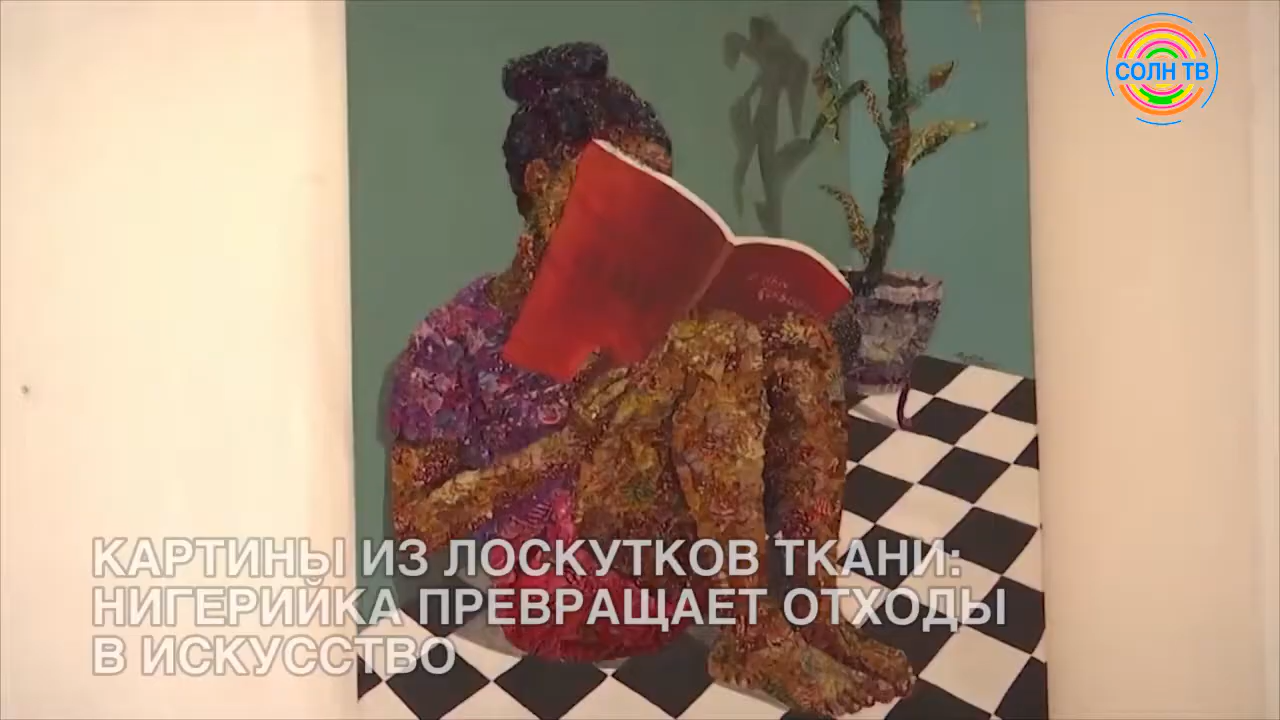 СОЛН ТВ
КАРТИНЫ ИЗ ЛОСКУТКОВ ТКАНИ:
НИГЕРИЙКА ПРЕВРАЩАЕТ ОТХОДЫ
В ИСКУССТВО